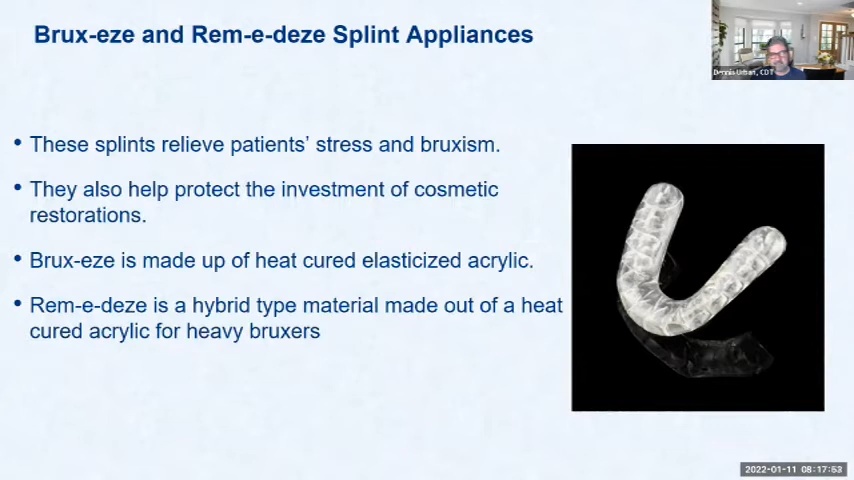 Brux-eze and Rem-e-deze Splint Appliances
Dennis Urban, CDT
• These splints relieve patients’ stress and bruxism.
• They also help protect the investment of cosmetic
restorations.
• Brux-eze is made up of heat cured elasticized acrylic.
• Rem-e-deze is a hybrid type material made out of a heat
cured acrylic for heavy bruxers
2022-01-11 08:17:53